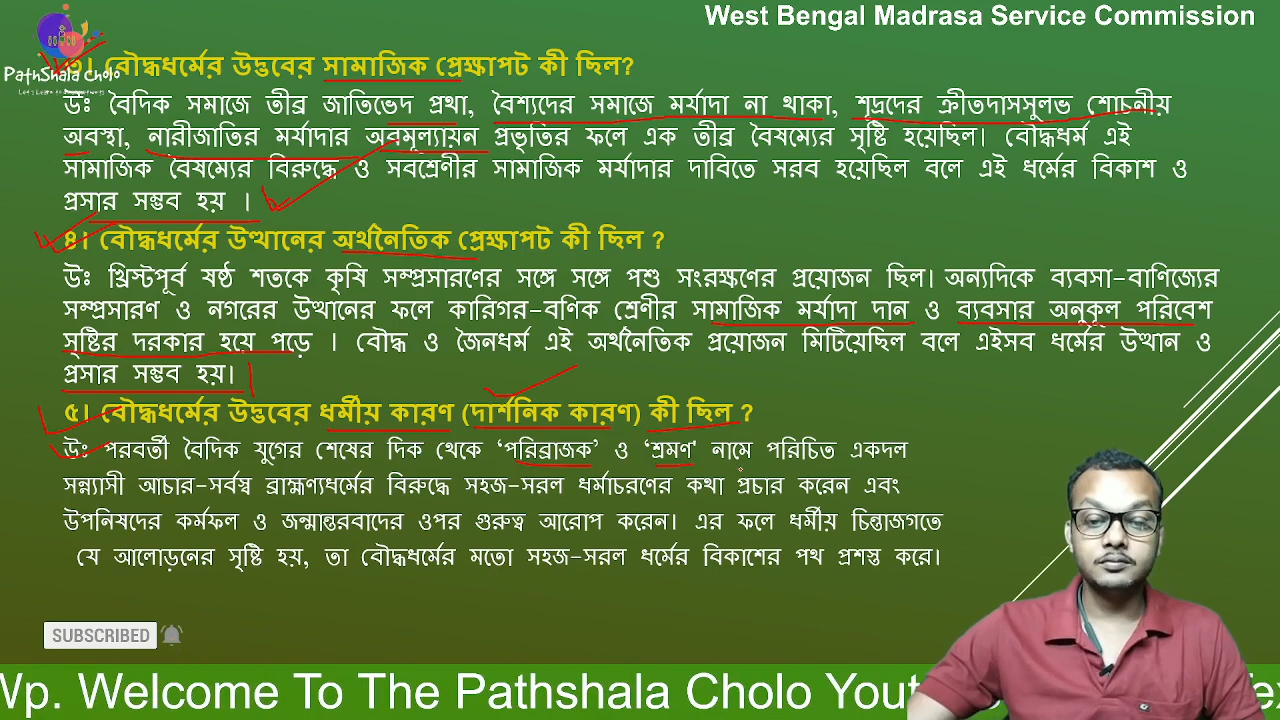 West Bengal Madrasa Service Commission
PathShala Cholo
৩। বৌদ্ধধর্মের উদ্ভবের সামাজিক প্রেক্ষাপট কী ছিল?
উঃ বৈদিক সমাজে তীব্র জাতিভেদ প্রথা, বৈশ্যদের সমাজে মর্যাদা না থাকা, শূদ্রদের ক্রীতদাসসুলভ শোচনীয়
অবস্থা, নারীজাতির মর্যাদার অবমূল্যায়ন প্রভৃতির ফলে এক তীব্র বৈষম্যের সৃষ্টি হয়েছিল। বৌদ্ধধর্ম এই
সামাজিক বৈষম্যের বিরুদ্ধে ও সর্বশ্রেণীর সামাজিক মর্যাদার দাবিতে সরব হয়েছিল বলে এই ধর্মের বিকাশ ও
প্রসার সম্ভব হয় ।
৪। বৌদ্ধধর্মের উত্থানের অর্থনৈতিক প্রেক্ষাপট কী ছিল ?
উঃ খ্রিস্টপূর্ব ষষ্ঠ শতকে কৃষি সম্প্রসারণের সঙ্গে সঙ্গে পশু সংরক্ষণের প্রয়োজন ছিল। অন্যদিকে ব্যবসা-বাণিজ্যের
সম্প্রসারণ ও নগরের উত্থানের ফলে কারিগর-বণিক শ্রেণীর সামাজিক মর্যাদা দান ও ব্যবসার অনুকূল পরিবেশ
সৃষ্টির দরকার হয়ে পড়ে । বৌদ্ধ ও জৈনধর্ম এই অর্থনৈতিক প্রয়োজন মিটিয়েছিল বলে এইসব ধর্মের উত্থান ও
প্রসার সম্ভব হয়।
৫। বৌদ্ধধর্মের উদ্ভবের ধর্মীয় কারণ (দার্শনিক কারণ) কী ছিল ?
উঃ পরবর্তী বৈদিক যুগের শেষের দিক থেকে ‘পরিব্রাজক’ ও ‘শ্রমণ' নামে পরিচিত একদল
সন্ন্যাসী আচার-সর্বস্ব ব্রাহ্মণ্যধর্মের বিরুদ্ধে সহজ-সরল ধর্মাচরণের কথা প্রচার করেন এবং
উপনিষদের কর্মফল ও জন্মান্তরবাদের ওপর গুরুত্ব আরোপ করেন। এর ফলে ধর্মীয় চিন্তাজগতে
যে আলোড়নের সৃষ্টি হয়, তা বৌদ্ধধর্মের মতো সহজ-সরল ধর্মের বিকাশের পথ প্রশস্ত করে।
SUBSCRIBED
Wp. Welcome To The Pathshala Cholo Yout